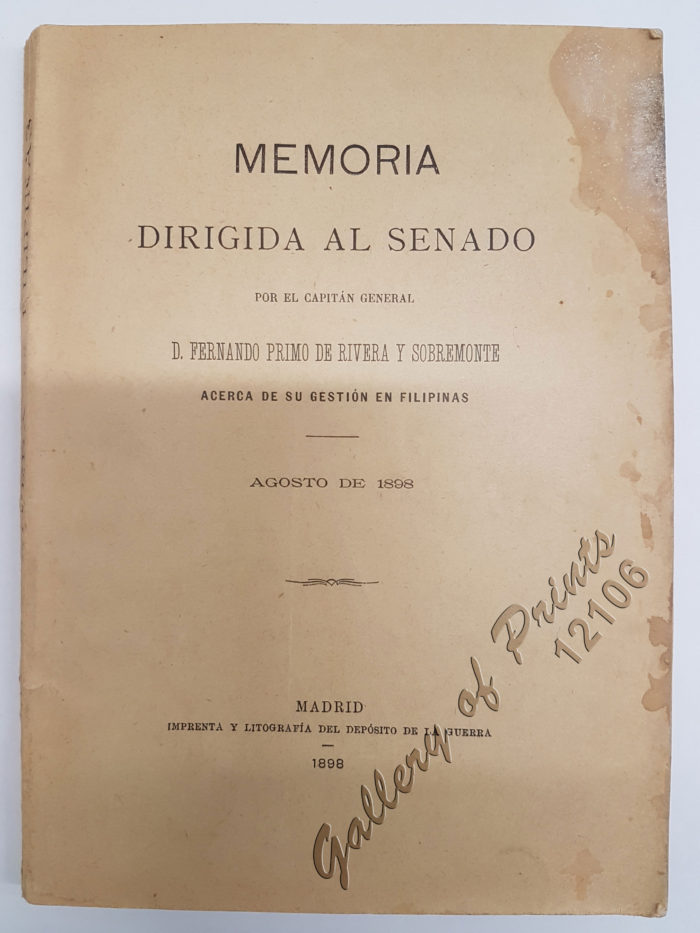 MEMORIA
DIRIGIDA AL SENADO
POR EL CAPITÁN GENERAL
D. FERNANDO PRIMO DE RIVERA Y SOBREMONTE
ACERCA DE SU GESTIÓN EN FILIPINAS
AGOSTO DE 1898
MADRID
IMPRENTA Y LITOGRAFÍA DEL DEPÓSITO DE LA GUERRA
1898
Gallery of Prints
12106